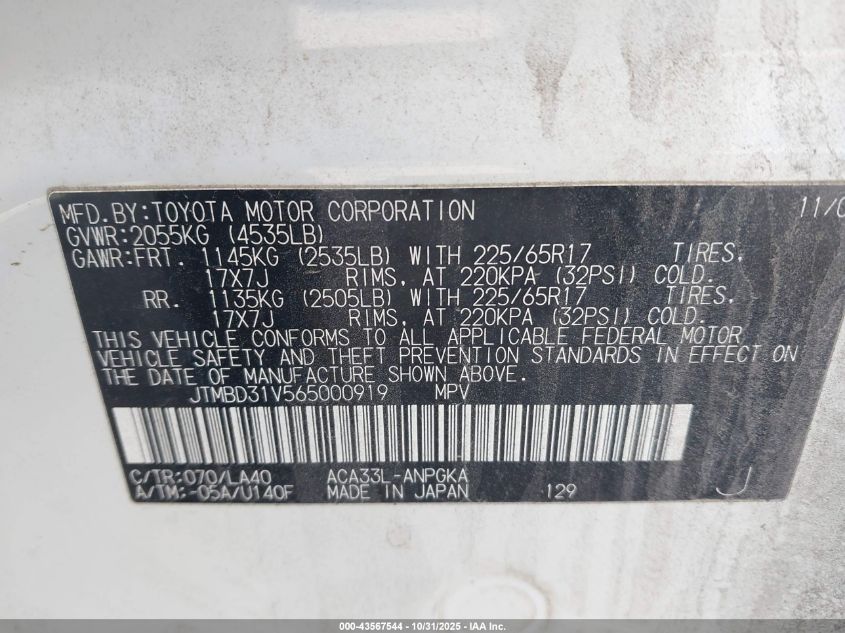 MFD.BY:TOYOTA MOTOR CORPORATION 11/0
GVWR:2055KG (4535LB)
GAWR:FRT. 1145KG (2535LB) WITH 225/65R17 TIRES,
17X7J RIMS, AT 220KPA (32PSI) COLD.
RR. 1135KG (2505LB) WITH 225/65R17 TIRES,
17X7J RIMS, AT 220KPA (32PSI) COLD.
THIS VEHICLE CONFORMS TO ALL APPLICABLE FEDERAL MOTOR
VEHICLE SAFETY AND THEFT PREVENTION STANDARDS IN EFFECT ON
THE DATE OF MANUFACTURE SHOWN ABOVE.
JTMBD31V565000919 MPV
C/TR:070/LA40 ACA33L-ANPGKA
A/TM:-05A/U140F MADE IN JAPAN 129 J
000-43567544 - 10/31/2025 - IAA Inc.